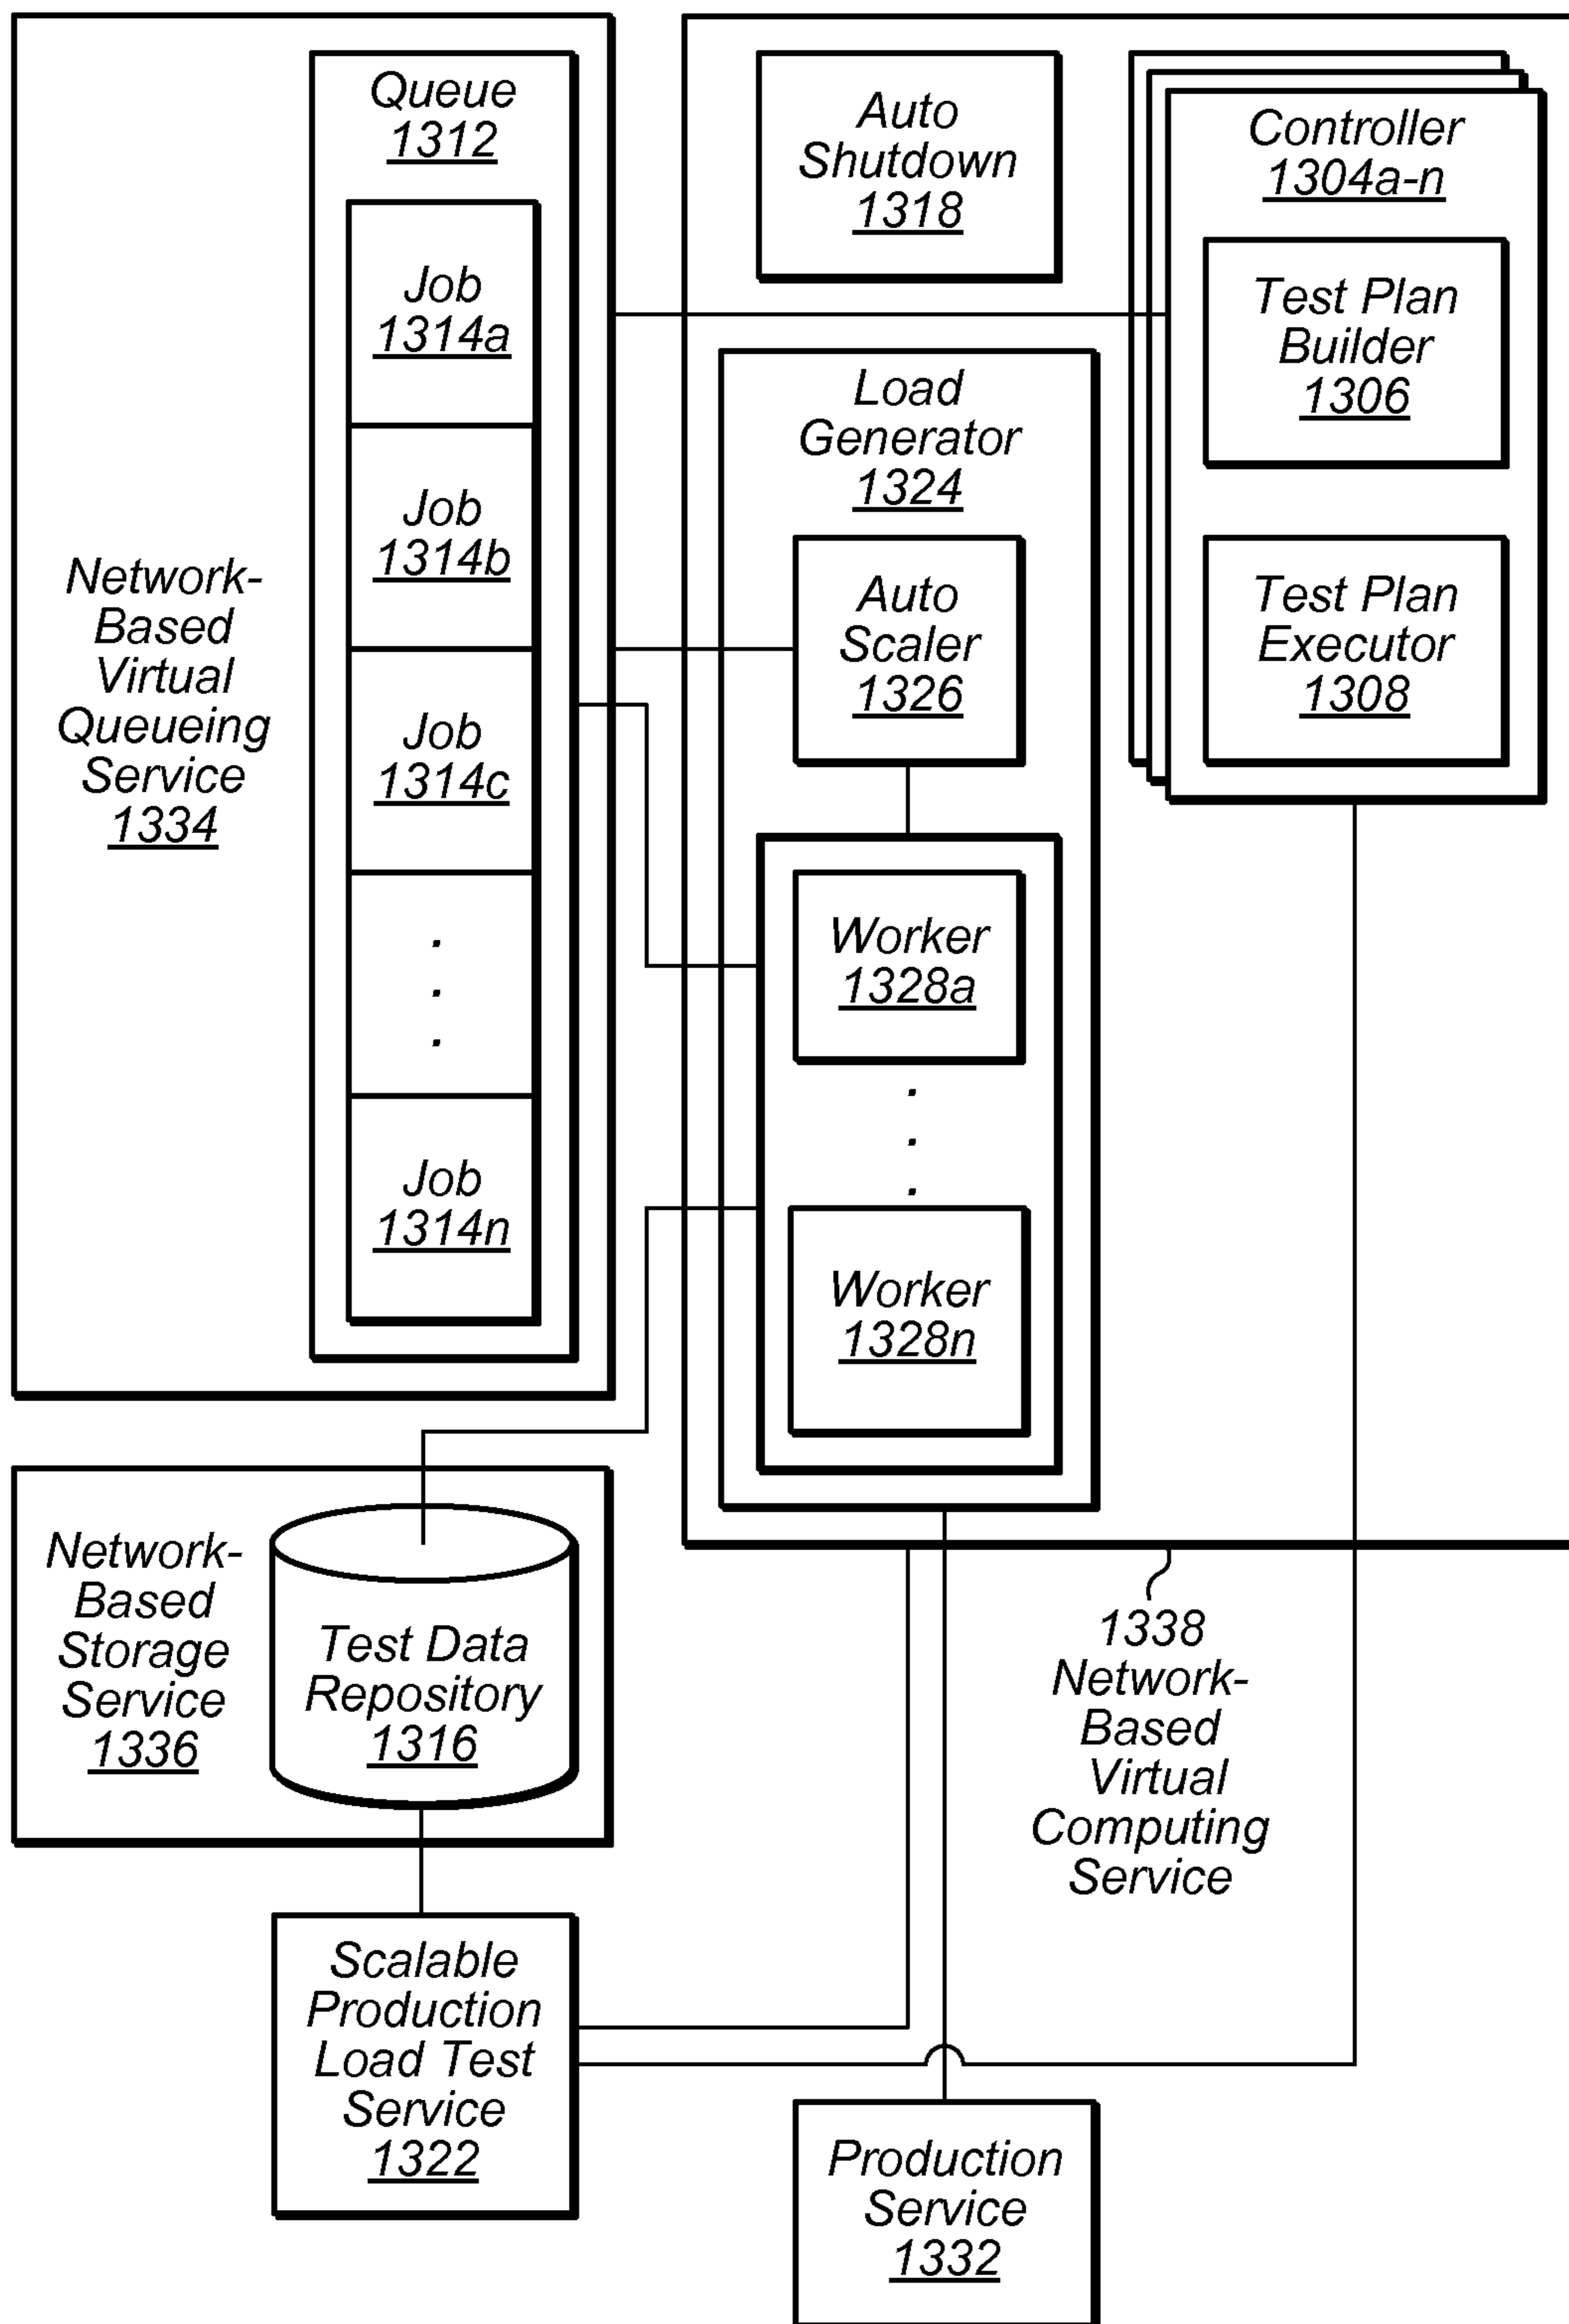 Queue
1312
Job
1314a
Job
1314b
Job
1314c
.
.
.
Job
1314n
Network-
Based
Virtual
Queueing
Service
1334
Auto
Shutdown
1318
Controller
1304a-n
Test Plan
Builder
1306
Test Plan
Executor
1308
Load
Generator
1324
Auto
Scaler
1326
Worker
1328a
.
.
.
Worker
1328n
Network-
Based
Storage
Service
1336
Test Data
Repository
1316
1338
Network-
Based
Virtual
Computing
Service
Scalable
Production
Load Test
Service
1322
Production
Service
1332